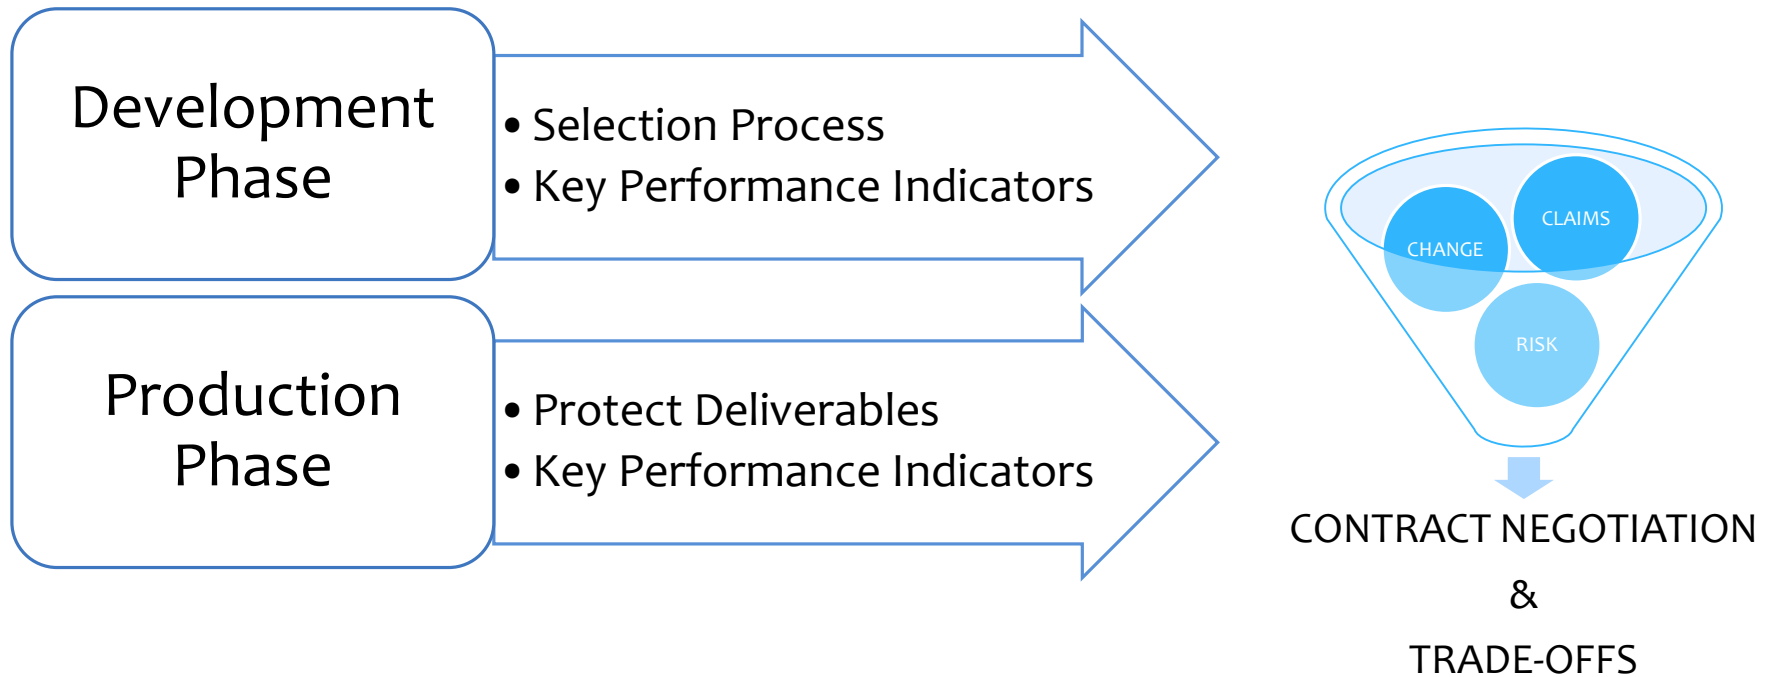 Development
Phase
• Selection Process
• Key Performance Indicators
Production
Phase
• Protect Deliverables
• Key Performance Indicators
CLAIMS
CHANGE
RISK
CONTRACT NEGOTIATION
&
TRADE-OFFS